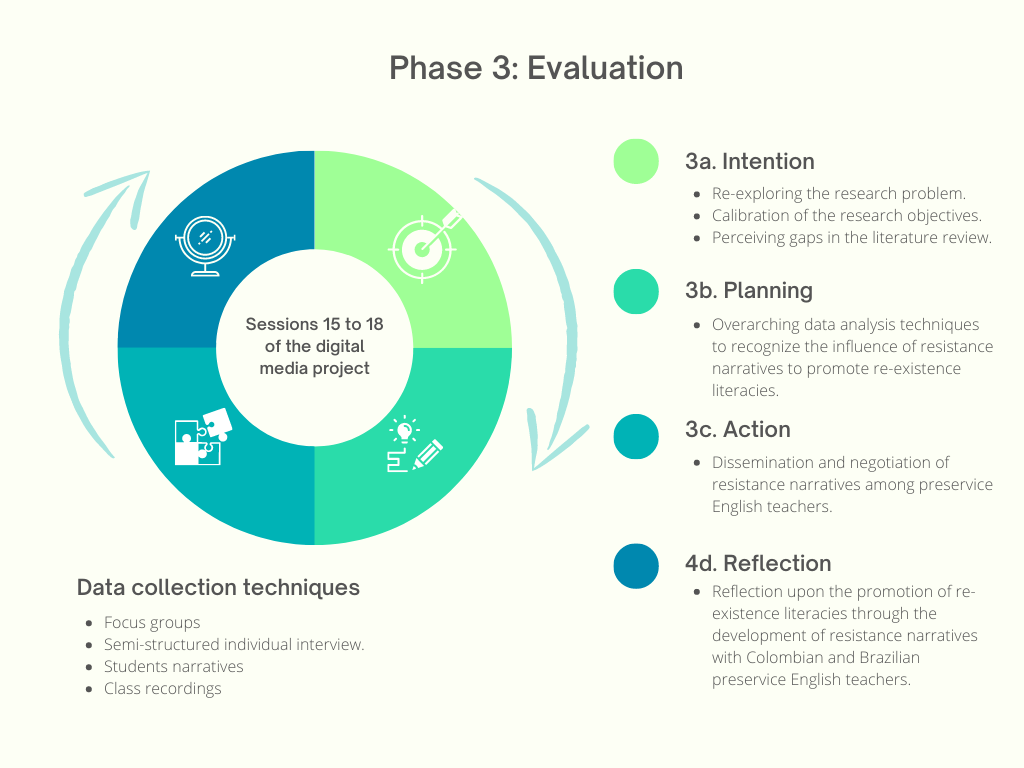 Phase 3: Evaluation
Sessions 15 to 18
of the digital
media project
3a. Intention
• Re-exploring the research problem.
• Calibration of the research objectives.
• Perceiving gaps in the literature review.
3b. Planning
• Overarching data analysis techniques
to recognize the influence of resistance
narratives to promote re-existence
literacies.
3c. Action
• Dissemination and negotiation of
resistance narratives among preservice
English teachers.
4d. Reflection
• Reflection upon the promotion of re-
existence literacies through the
development of resistance narratives
with Colombian and Brazilian
preservice English teachers.
Data collection techniques
• Focus groups
• Semi-structured individual interview.
• Students narratives
• Class recordings